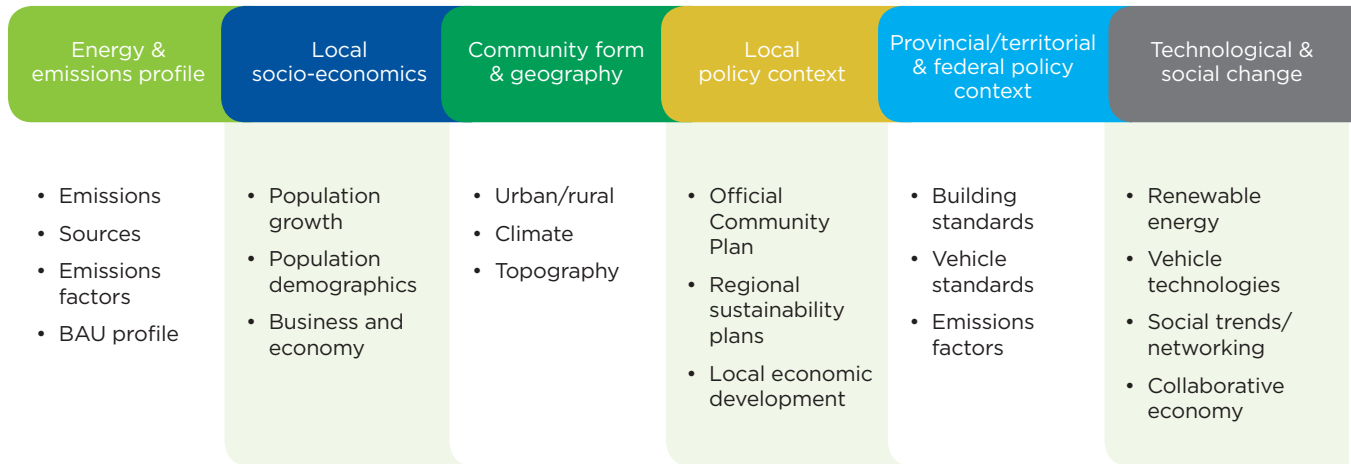 Energy &
emissions profile
Local
socio-economics
Community form
& geography
Local
policy context
Provincial/territorial
& federal policy
context
Technological &
social change
• Emissions
• Sources
• Emissions
factors
• BAU profile
• Population
growth
• Population
demographics
• Business and
economy
• Urban/rural
• Climate
• Topography
• Official
Community
Plan
• Regional
sustainability
plans
• Local economic
development
• Building
standards
• Vehicle
standards
• Emissions
factors
• Renewable
energy
• Vehicle
technologies
• Social trends/
networking
• Collaborative
economy